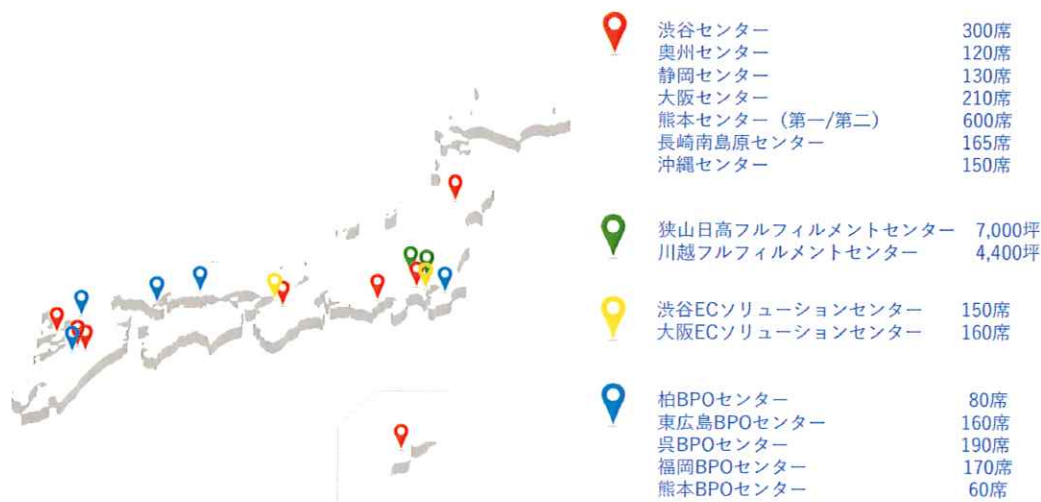 渋谷センター 300席
奥州センター 120席
静岡センター 130席
大阪センター 210席
熊本センター（第一/第二） 600席
長崎南島原センター 165席
沖縄センター 150席
狭山日高フルフィルメントセンター 7,000坪
川越フルフィルメントセンター 4,400坪
渋谷ECソリューションセンター 150席
大阪ECソリューションセンター 160席
柏BPOセンター 80席
東広島BPOセンター 160席
呉BPOセンター 190席
福岡BPOセンター 170席
熊本BPOセンター 60席